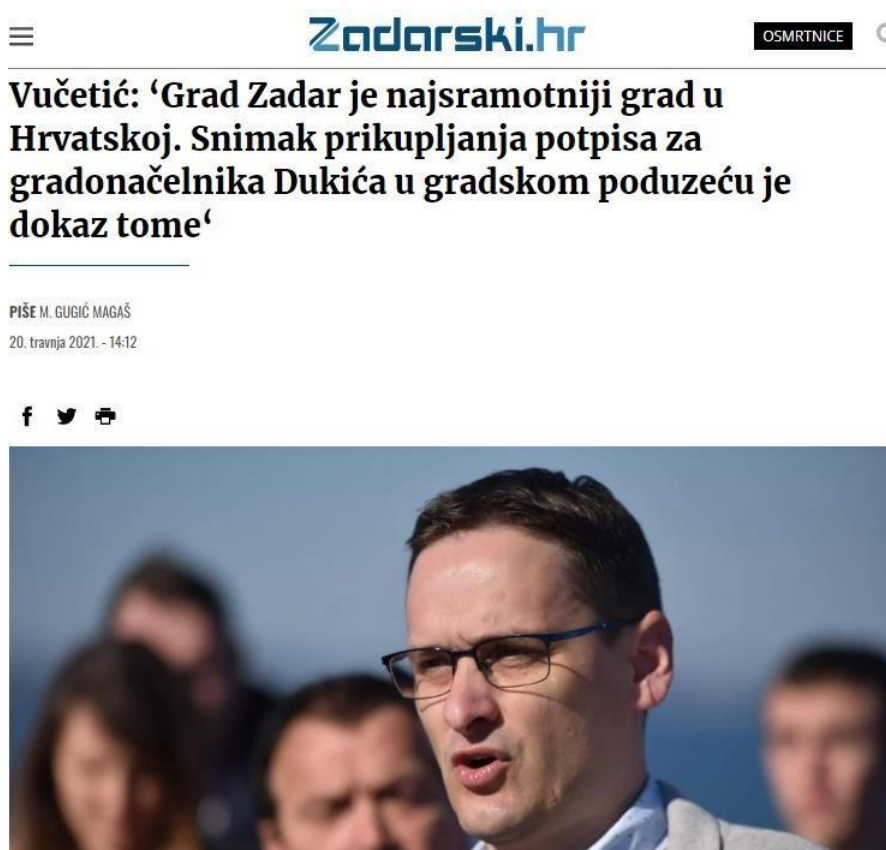 Zadarski.hr
OSMRTNICE
Vučetić: ‘Grad Zadar je najsramotniji grad u
Hrvatskoj. Snimak prikupljanja potpisa za
gradonačelnika Dukića u gradskom poduzeću je
dokaz tome‘
PIŠE M. GUGIĆ MAGAŠ
20. travnja 2021. - 14:12